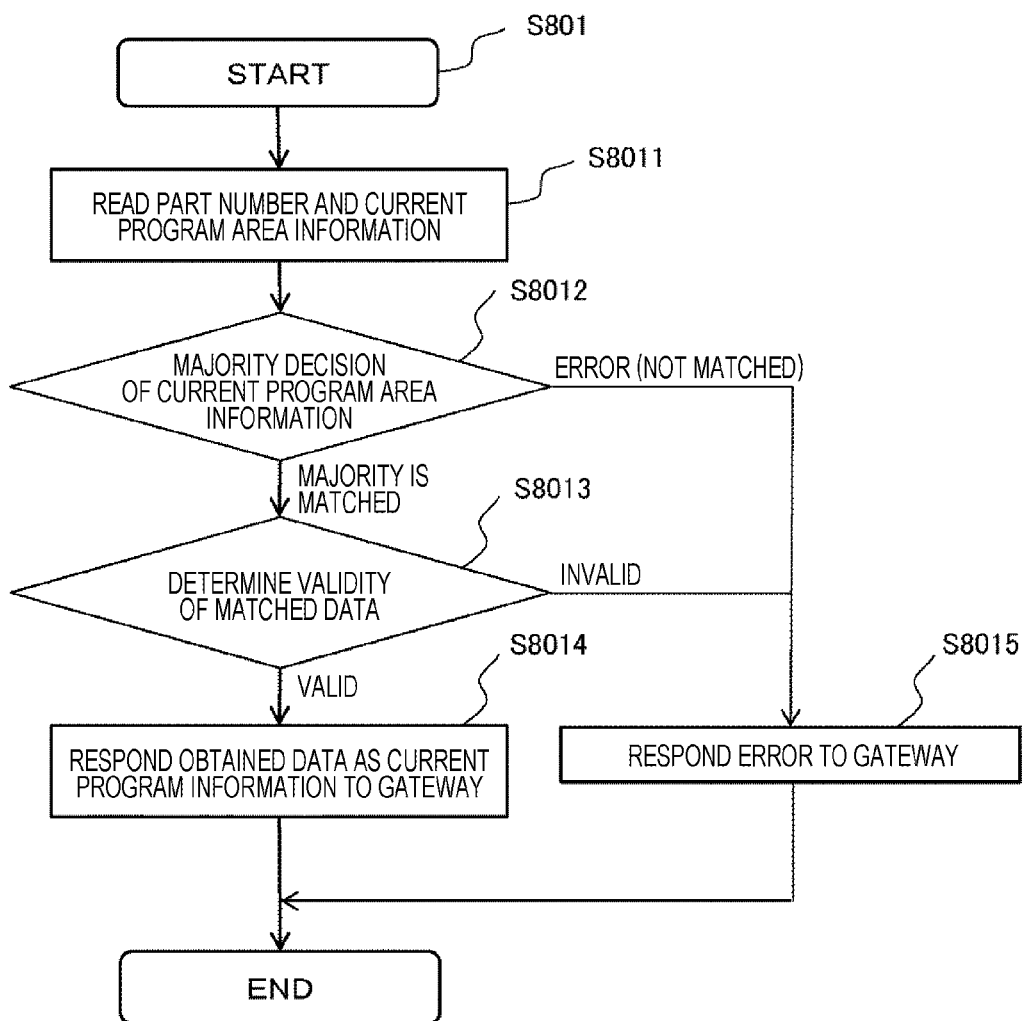 S801
START
S8011
READ PART NUMBER AND CURRENT
PROGRAM AREA INFORMATION
S8012
MAJORITY DECISION
OF CURRENT PROGRAM AREA
INFORMATION
ERROR (NOT MATCHED)
MAJORITY IS
MATCHED
S8013
DETERMINE VALIDITY
OF MATCHED DATA
INVALID
VALID
S8014
RESPOND OBTAINED DATA AS CURRENT
PROGRAM INFORMATION TO GATEWAY
S8015
RESPOND ERROR TO GATEWAY
END